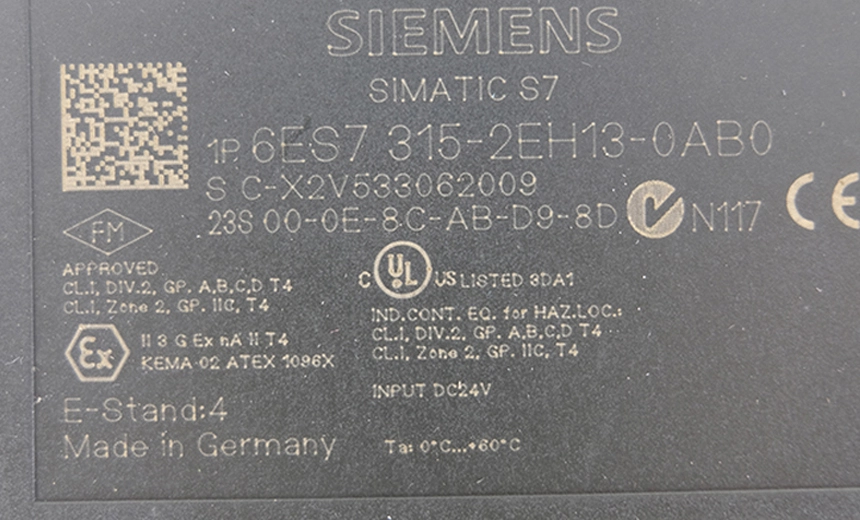 SIEMENS
SIMATIC S7
1P 6ES7 315-2EH13-0AB0
S C-X2V533062009
23S 00-0E-8C-AB-D9-8D N117 CE
FM
APPROVED
CL.I, DIV.2, GP. A,B,C,D T4
CL.I, Zone 2, GP. IIC, T4
Ex II 3 G Ex nA II T4
KEMA 02 ATEX 1096X
C UL US LISTED 3DA1
IND.CONT. EQ. for HAZ.LOC.:
CL.I, DIV.2, GP. A,B,C,D T4
CL.I, Zone 2, GP. IIC, T4
INPUT DC24V
E-Stand:4
Made in Germany
Ta: 0°C...+60°C